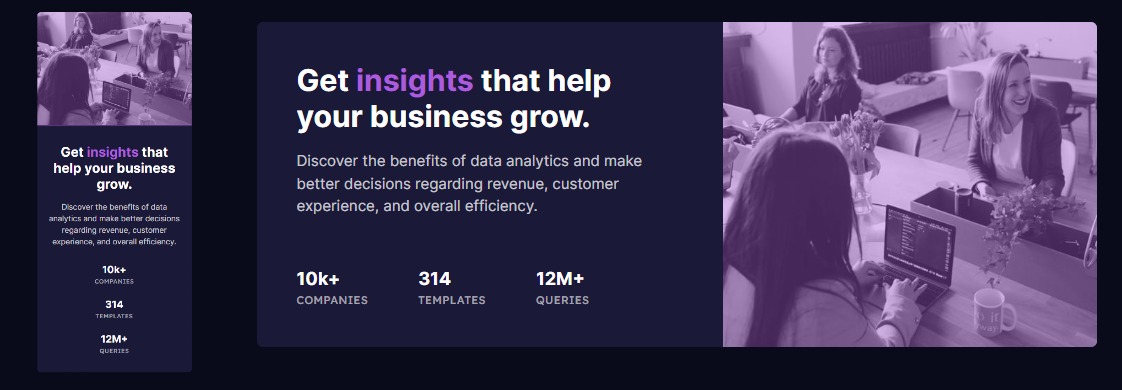 Get insights that
help your business
grow.
Discover the benefits of data
analytics and make better decisions
regarding revenue, customer
experience, and overall efficiency.
10k+
COMPANIES
314
TEMPLATES
12M+
QUERIES
Get insights that help
your business grow.
Discover the benefits of data analytics and make
better decisions regarding revenue, customer
experience, and overall efficiency.
10k+ 314 12M+
COMPANIES TEMPLATES QUERIES